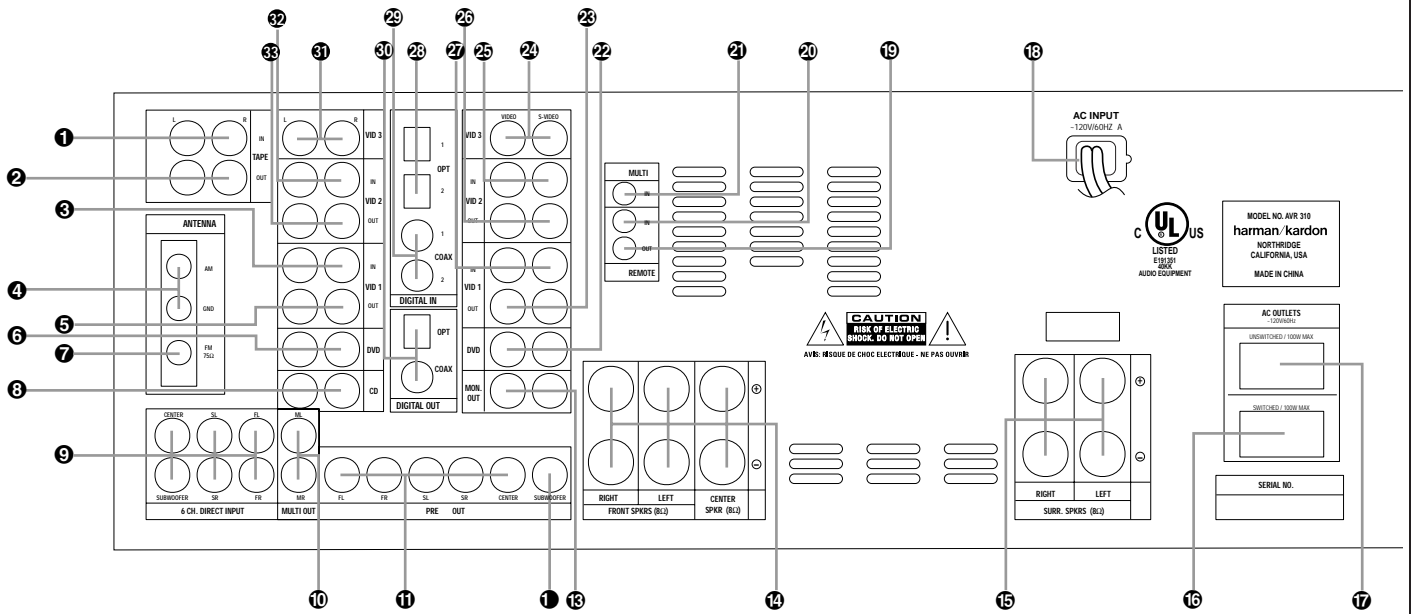 32 29 26 23
33 31 30 28 27 25 24 22 21 20 19 18
1
2
3
4
5
6
7
8
9
L R
IN
TAPE
OUT
ANTENNA
AM
GND
FM
75Ω
L R
VID 3
IN
VID 2
OUT
IN
VID 1
OUT
DVD
CD
1
OPT
2
1
COAX
2
DIGITAL IN
OPT
COAX
DIGITAL OUT
VIDEO S-VIDEO
VID 3
IN
VID 2
OUT
IN
VID 1
OUT
DVD
MON.
OUT
MULTI
IN
IN
OUT
REMOTE
AC INPUT
~120V/60HZ A
C UL US
LISTED
E191351
40KK
AUDIO EQUIPMENT
MODEL NO. AVR 310
harman/kardon
NORTHRIDGE
CALIFORNIA, USA
MADE IN CHINA
CAUTION
RISK OF ELECTRIC
SHOCK. DO NOT OPEN
AVIS: RISQUE DE CHOC ELECTRIQUE - NE PAS OUVRIR
AC OUTLETS
~120V/60Hz
UNSWITCHED / 100W MAX
SWITCHED / 100W MAX
SERIAL NO.
CENTER SL FL ML
SUBWOOFER SR FR MR FL FR SL SR CENTER SUBWOOFER
6 CH. DIRECT INPUT MULTI OUT PRE OUT
+
−
RIGHT LEFT CENTER
FRONT SPKRS (8Ω) SPKR (8Ω)
+
−
RIGHT LEFT
SURR. SPKRS (8Ω)
10 11 1 13 14 15 16 17